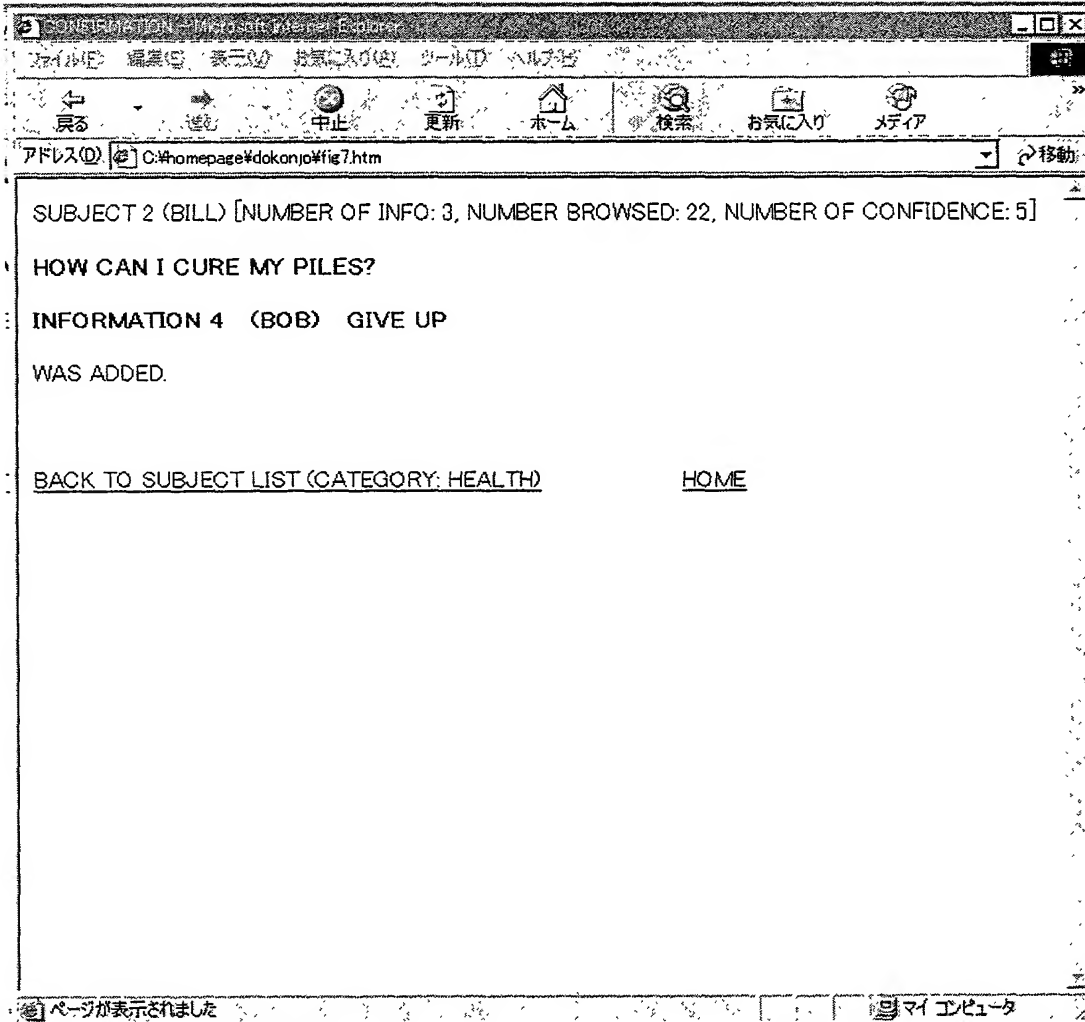 CONFIRMATION - Microsoft Internet Explorer
ファイル(F) 編集(E) 表示(V) お気に入り(A) ツール(T) ヘルプ(H)
戻る 進む 中止 更新 ホーム 検索 お気に入り メディア »
アドレス(D) C:¥homepage¥dokonjo¥fig7.htm 移動
SUBJECT 2 (BILL) [NUMBER OF INFO: 3, NUMBER BROWSED: 22, NUMBER OF CONFIDENCE: 5]
HOW CAN I CURE MY PILES?
INFORMATION 4 (BOB) GIVE UP
WAS ADDED.
BACK TO SUBJECT LIST (CATEGORY: HEALTH) HOME
ページが表示されました マイ コンピュータ